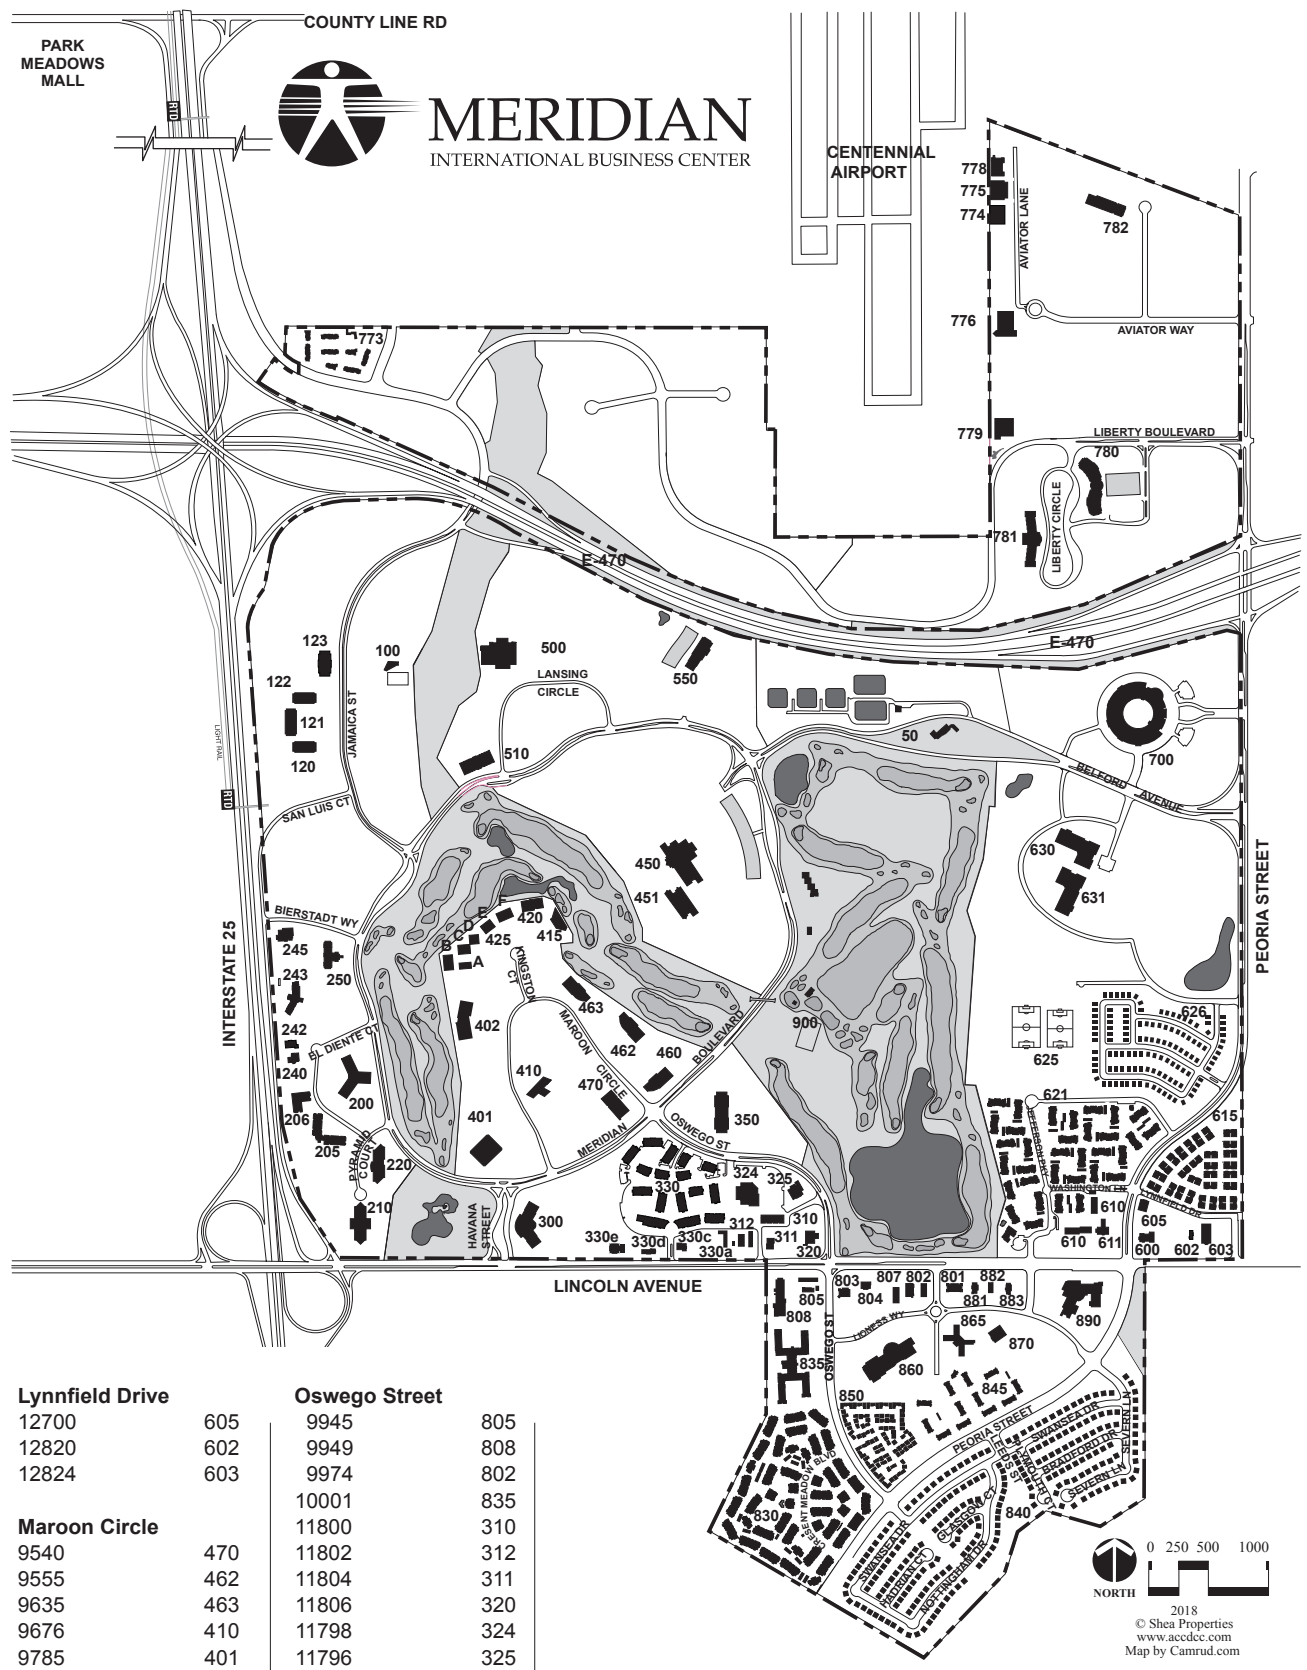 COUNTY LINE RD
PARK
MEADOWS
MALL
RTD
MERIDIAN
INTERNATIONAL BUSINESS CENTER
CENTENNIAL
AIRPORT
778
775
774
782
AVIATOR LANE
776
AVIATOR WAY
773
779
LIBERTY BOULEVARD
780
LIBERTY CIRCLE
781
E-470
E-470
123
100
500
550
122
LANSING
CIRCLE
121
JAMAICA ST
120
LIGHT RAIL
510
50
700
BELFORD AVENUE
RTD
SAN LUIS CT
450
451
630
631
PEORIA STREET
BIERSTADT WY
INTERSTATE 25
245
250
243
242
240
EL DIENTE CT
F
E
D
C
B
A
420
425
415
KINGSTON
CT
402
463
462
460
MAROON CIRCLE
BOULEVARD
900
626
625
621
615
200
206
205
PYRAMID
COURT
220
210
410
470
401
MERIDIAN
350
OSWEGO ST
JEFFERSON PKY
WASHINGTON LN
LYNNFIELD DR
610
605
610
611
600
602
603
330
324
325
312
310
311
320
330e
330d
330c
330a
300
HAVANA
STREET
LINCOLN AVENUE
803
807
802
801
882
805
804
881
883
808
890
LIONESS WY
865
870
835
OSWEGO ST
860
845
850
PEORIA STREET
SWANSEA DR
BRADFORD DR
SEVERN LN
SEVERN LN
LEEDS ST
PLYMOUTH CT
CRESENT MEADOW BLVD
830
840
GLASGOW CT
SWANSEA DR
HADRIAN CT
NOTTINGHAM DR
Lynnfield Drive
12700 605
12820 602
12824 603
Maroon Circle
9540 470
9555 462
9635 463
9676 410
9785 401
Oswego Street
9945 805
9949 808
9974 802
10001 835
11800 310
11802 312
11804 311
11806 320
11798 324
11796 325
NORTH
0 250 500 1000
2018
© Shea Properties
www.accdcc.com
Map by Camrud.com